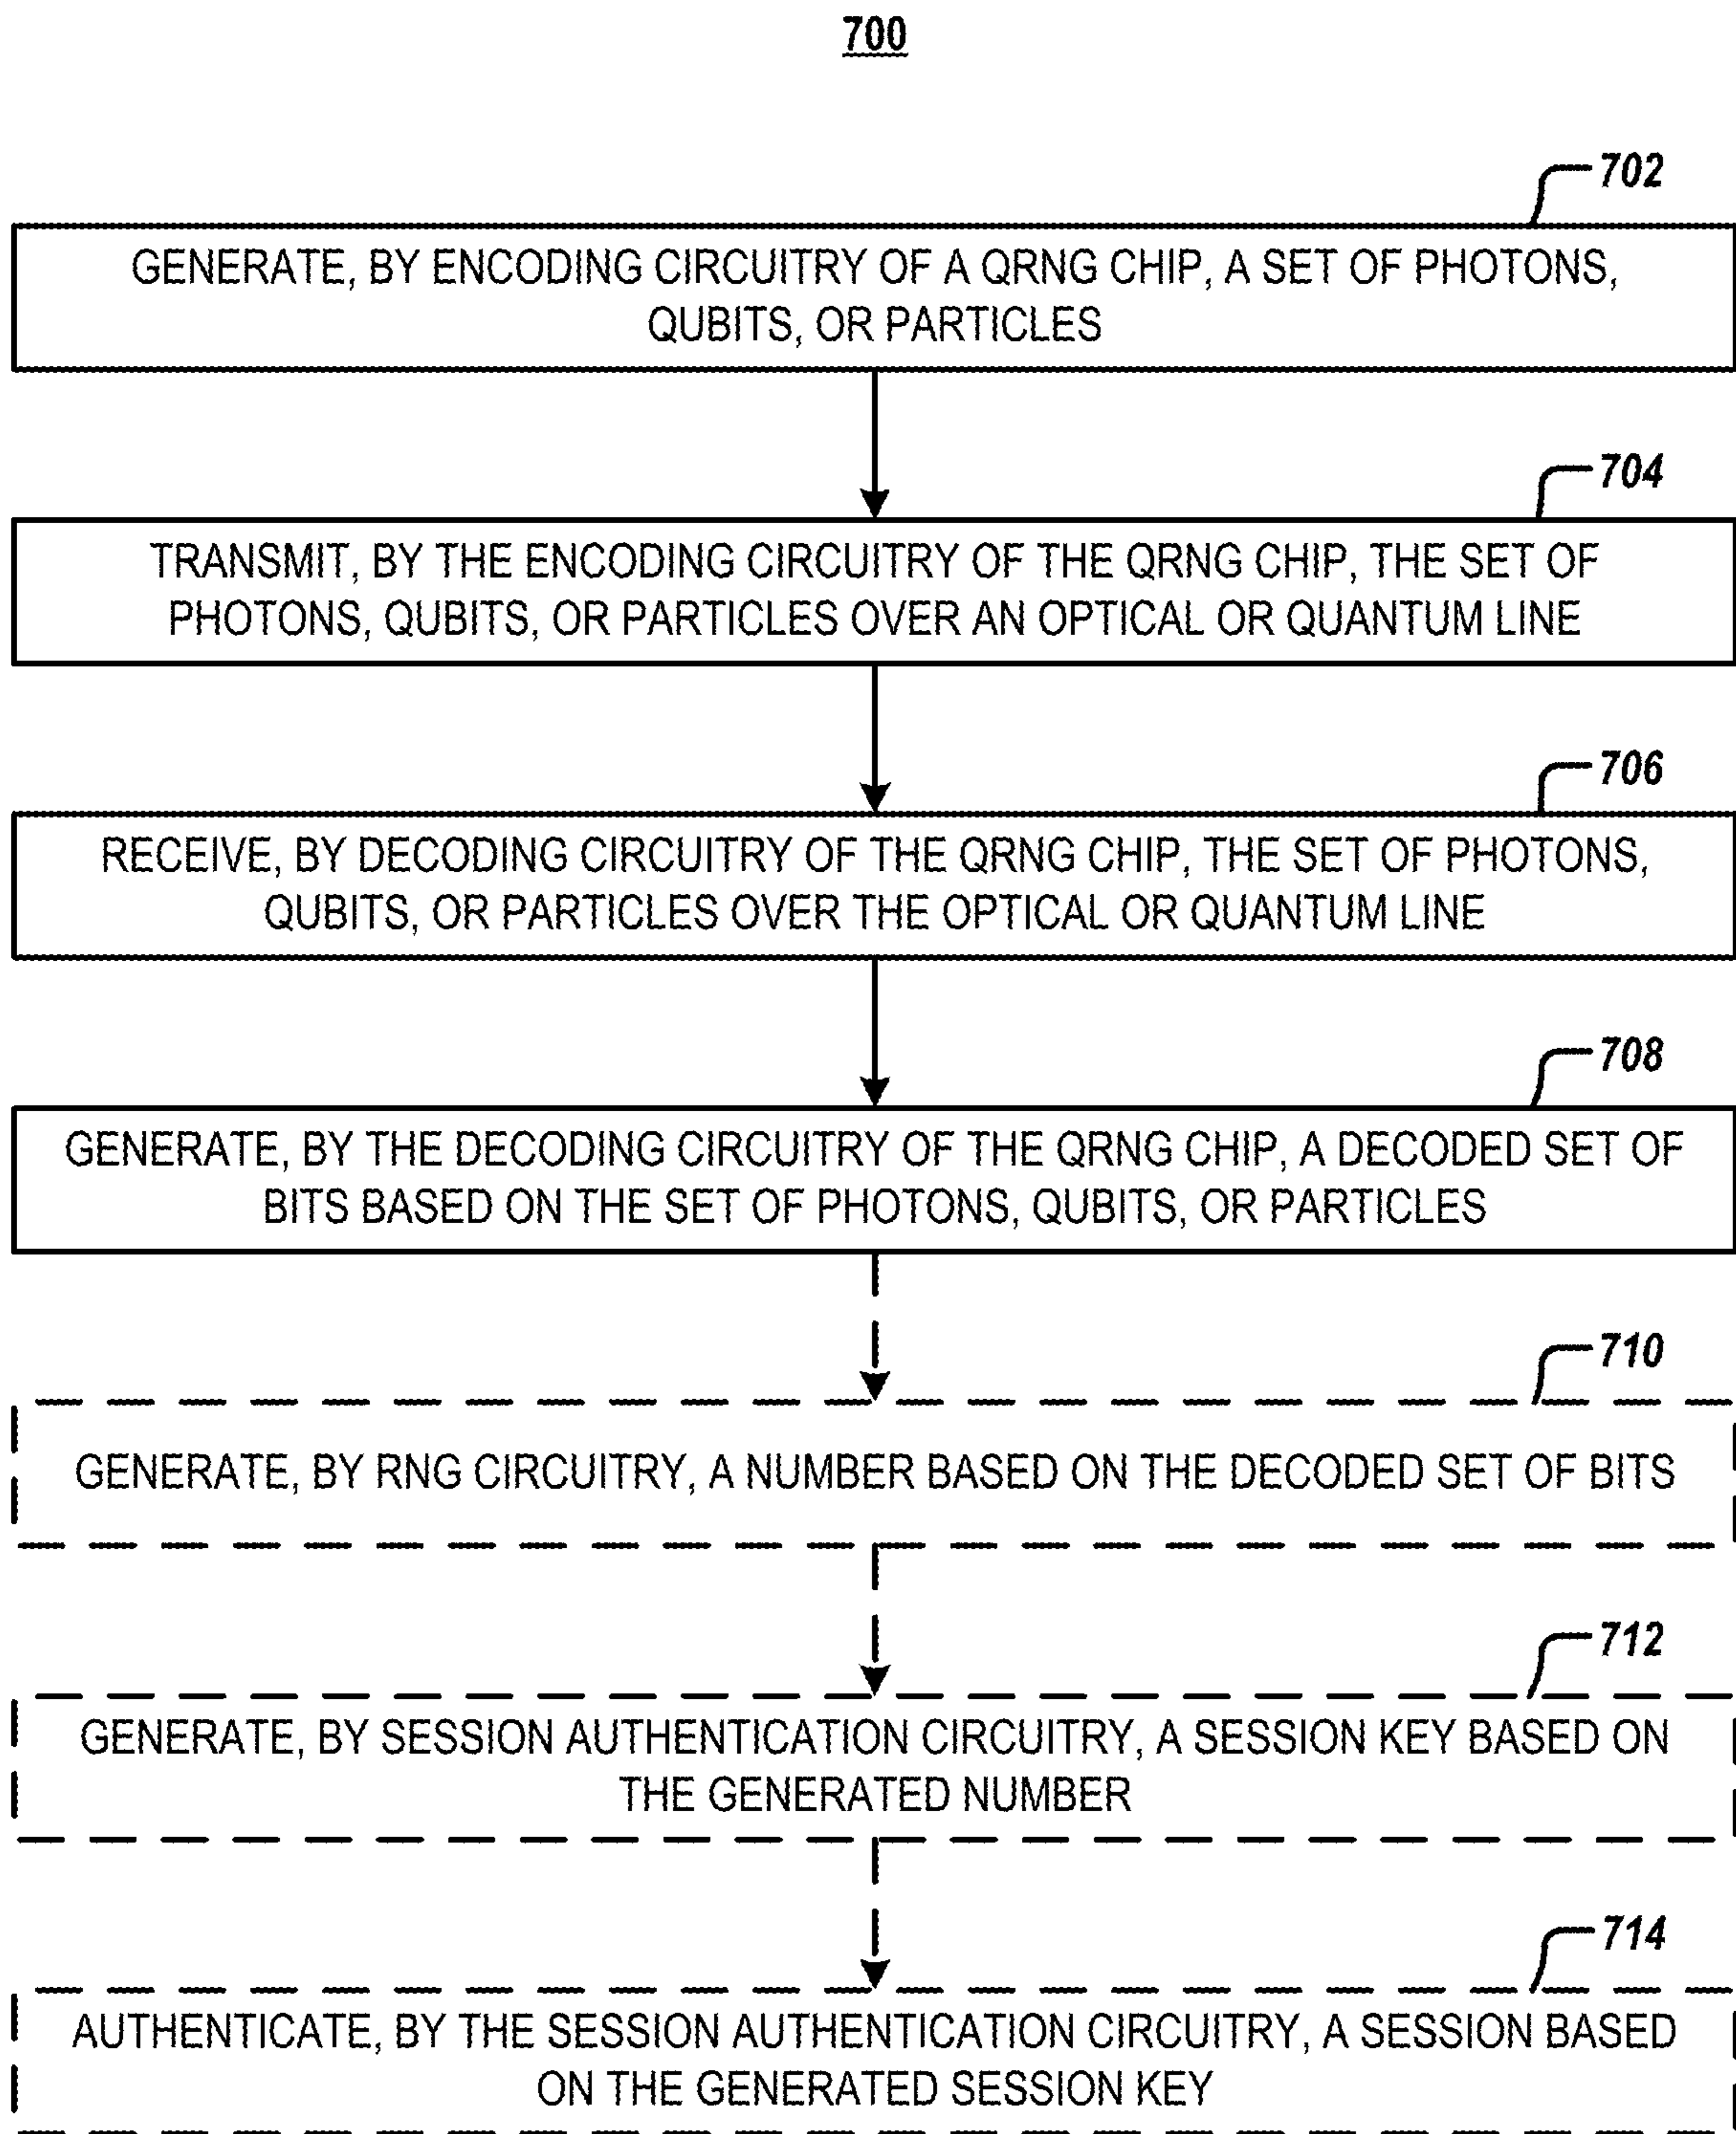 700
702
GENERATE, BY ENCODING CIRCUITRY OF A QRNG CHIP, A SET OF PHOTONS,
QUBITS, OR PARTICLES
704
TRANSMIT, BY THE ENCODING CIRCUITRY OF THE QRNG CHIP, THE SET OF
PHOTONS, QUBITS, OR PARTICLES OVER AN OPTICAL OR QUANTUM LINE
706
RECEIVE, BY DECODING CIRCUITRY OF THE QRNG CHIP, THE SET OF PHOTONS,
QUBITS, OR PARTICLES OVER THE OPTICAL OR QUANTUM LINE
708
GENERATE, BY THE DECODING CIRCUITRY OF THE QRNG CHIP, A DECODED SET OF
BITS BASED ON THE SET OF PHOTONS, QUBITS, OR PARTICLES
710
GENERATE, BY RNG CIRCUITRY, A NUMBER BASED ON THE DECODED SET OF BITS
712
GENERATE, BY SESSION AUTHENTICATION CIRCUITRY, A SESSION KEY BASED ON
THE GENERATED NUMBER
714
AUTHENTICATE, BY THE SESSION AUTHENTICATION CIRCUITRY, A SESSION BASED
ON THE GENERATED SESSION KEY